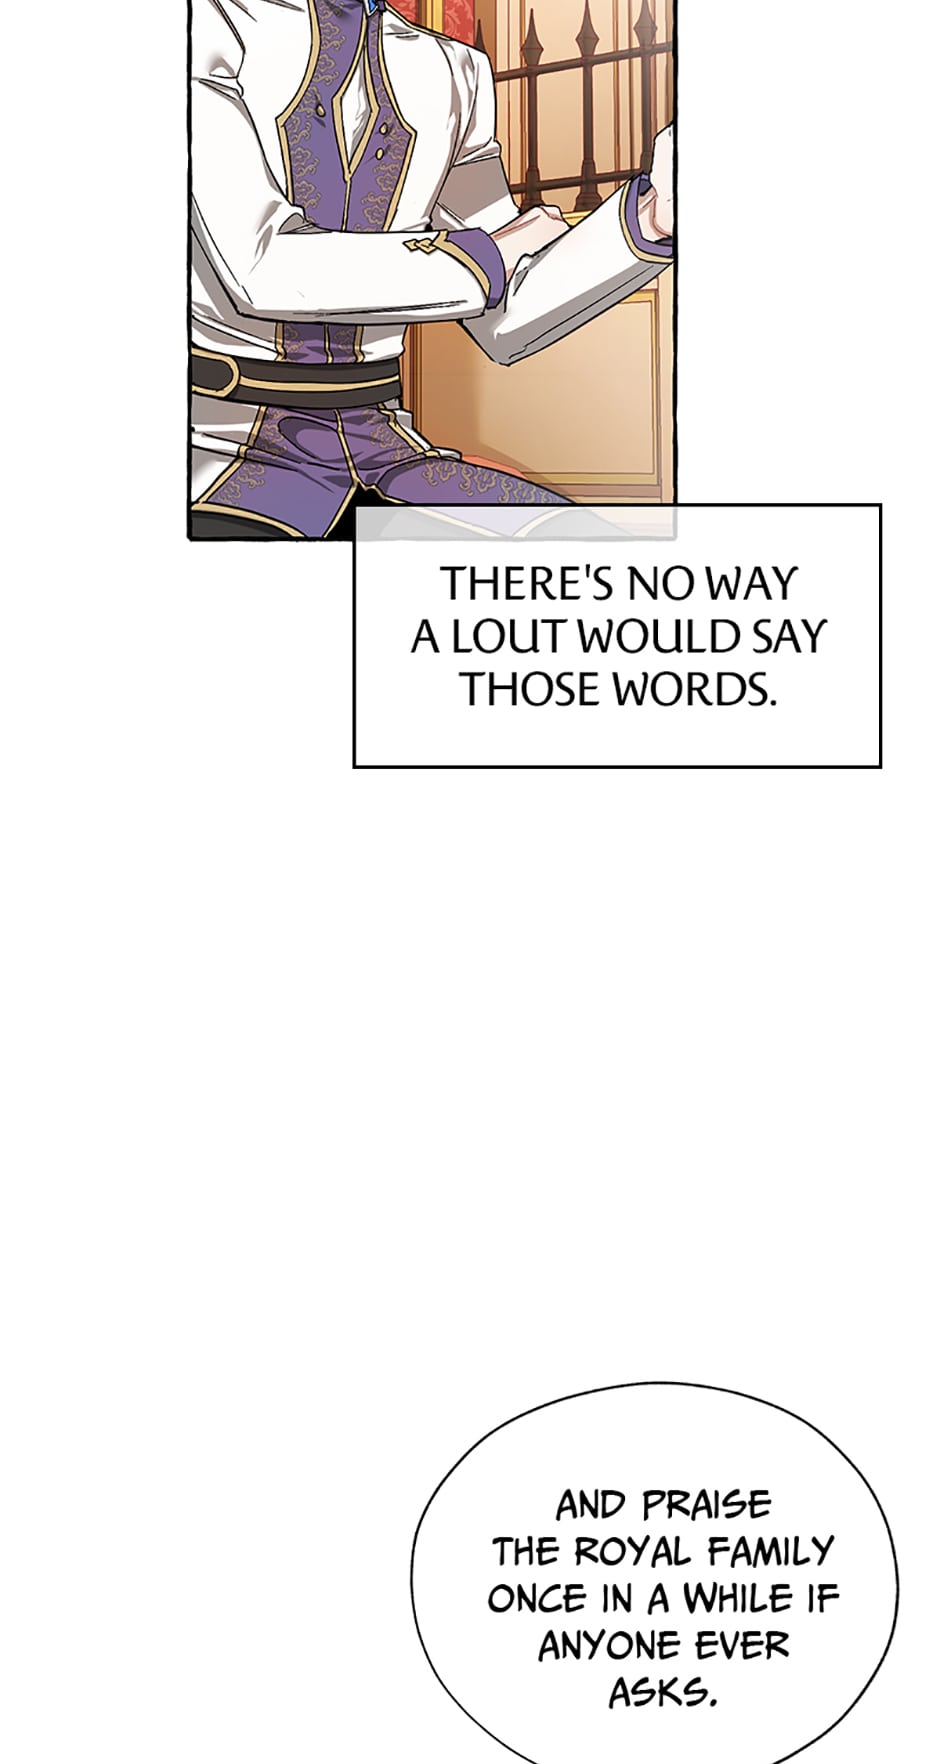 THERE'S NO WAY
A LOUT WOULD SAY
THOSE WORDS.
AND PRAISE
THE ROYAL FAMILY
ONCE IN A WHILE IF
ANYONE EVER
ASKS.